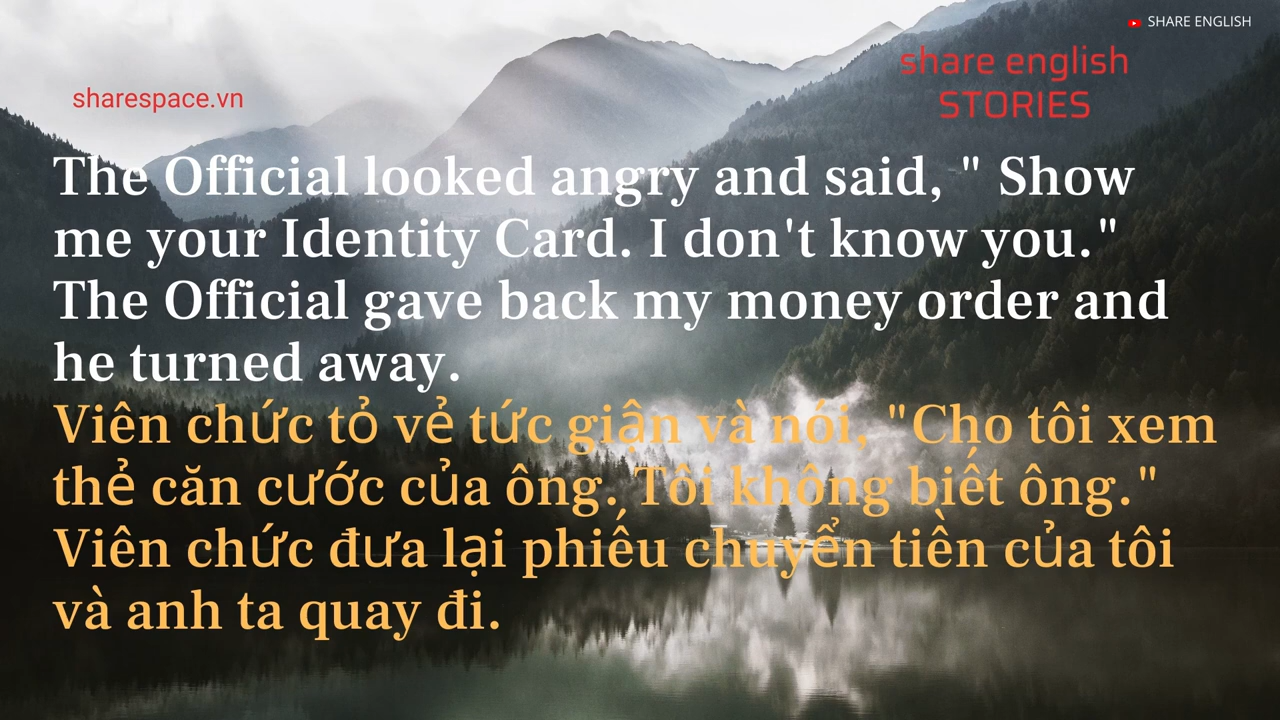 SHARE ENGLISH
share english
STORIES
sharespace.vn
The Official looked angry and said, " Show
me your Identity Card. I don't know you."
The Official gave back my money order and
he turned away.
Viên chức tỏ vẻ tức giận và nói, "Cho tôi xem
thẻ căn cước của ông. Tôi không biết ông."
Viên chức đưa lại phiếu chuyển tiền của tôi
và anh ta quay đi.